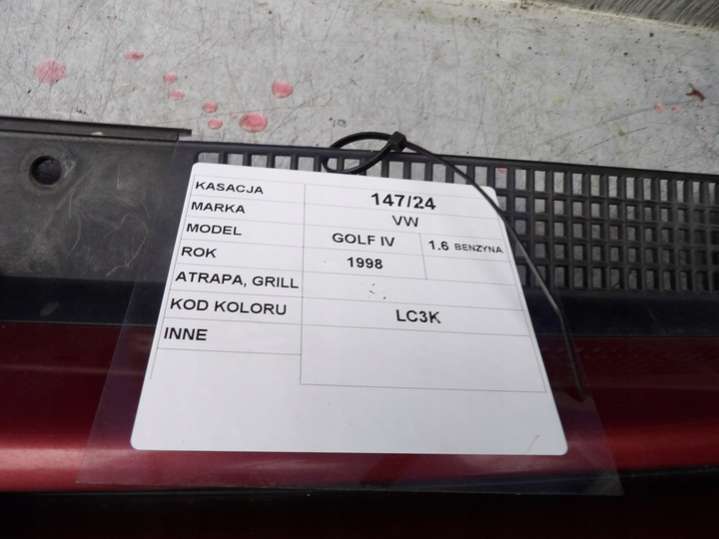 KASACJA 147/24
MARKA VW
MODEL GOLF IV 1.6 BENZYNA
ROK 1998
ATRAPA, GRILL
KOD KOLORU LC3K
INNE